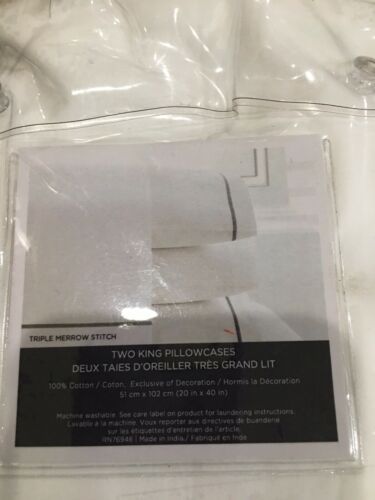 TRIPLE MERROW STITCH
TWO KING PILLOWCASES
DEUX TAIES D'OREILLER TRÈS GRAND LIT
100% Cotton / Coton, Exclusive of Decoration / Hormis la Décoration
51 cm x 102 cm (20 in x 40 in)
Machine washable. See care label on product for laundering instructions.
Lavable à la machine. Vous reporter aux directives de buanderie
sur les étiquettes d'entretien de l'article.
RN76946 | Made in India / Fabriqué en Inde